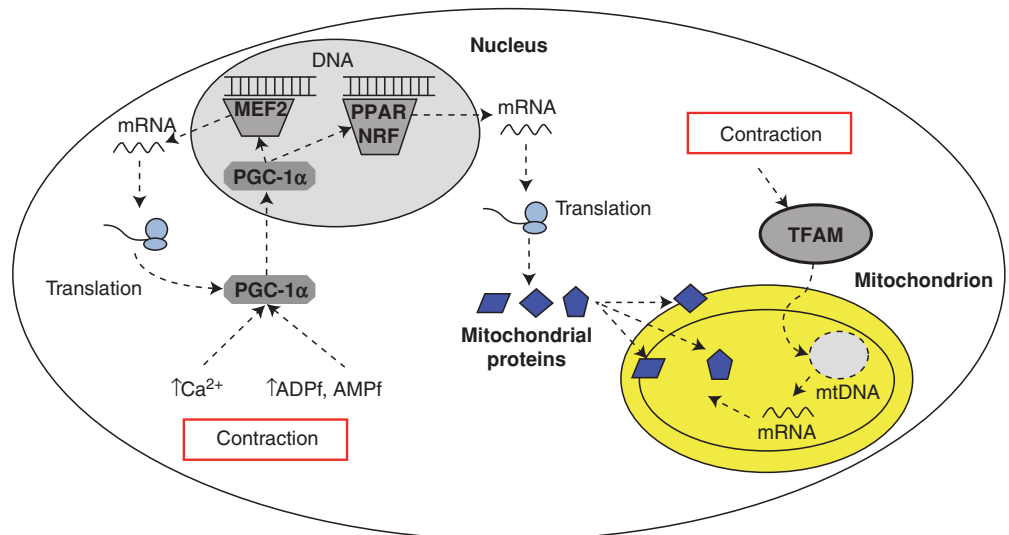 Nucleus
DNA
MEF2
PPAR
NRF
mRNA
mRNA
PGC-1α
Contraction
Translation
Translation
TFAM
PGC-1α
Mitochondrion
Mitochondrial
proteins
↑Ca²⁺
↑ADPf, AMPf
mtDNA
mRNA
Contraction